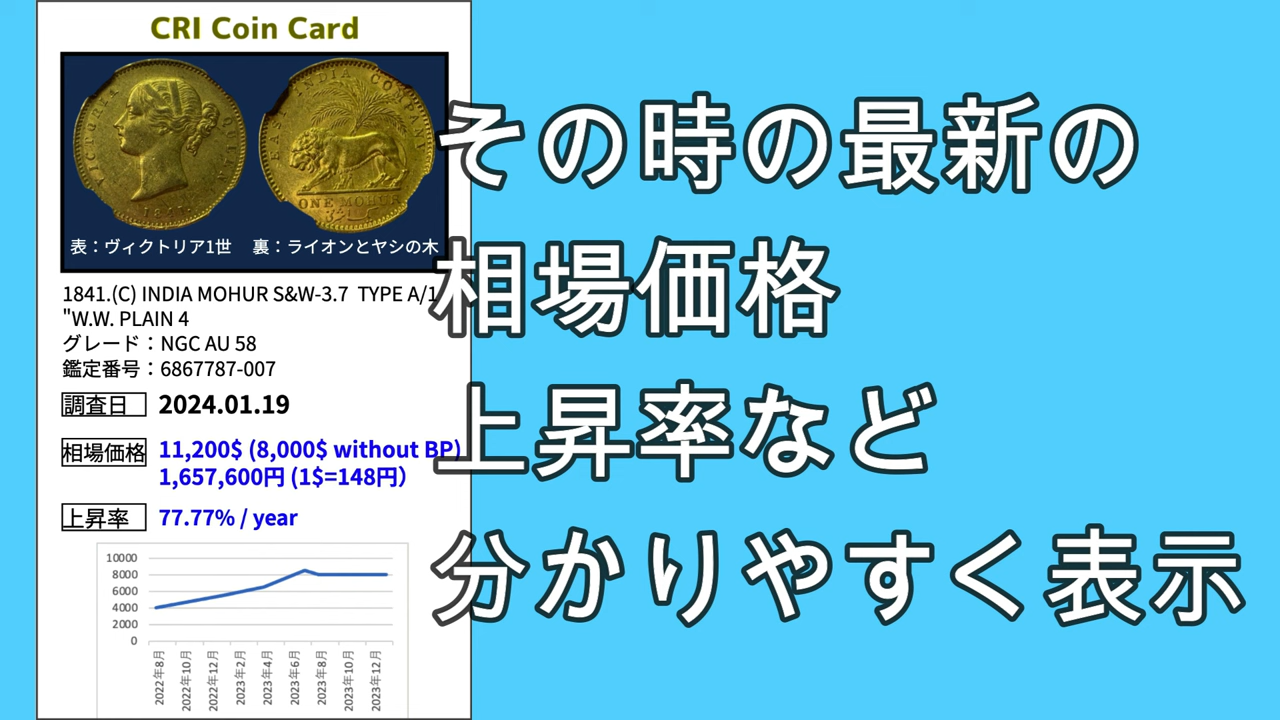 CRI Coin Card
VICTORIA QUEEN
1841
EAST INDIA COMPANY
ONE MOHUR
表：ヴィクトリア1世 裏：ライオンとヤシの木
1841.(C) INDIA MOHUR S&W-3.7 TYPE A/1
"W.W. PLAIN 4
グレード：NGC AU 58
鑑定番号：6867787-007
調査日 2024.01.19
相場価格 11,200$ (8,000$ without BP)
1,657,600円 (1$=148円）
上昇率 77.77% / year
10000
8000
6000
4000
2000
0
2022年8月
2022年10月
2022年12月
2023年2月
2023年4月
2023年6月
2023年8月
2023年10月
2023年12月
その時の最新の
相場価格
上昇率など
分かりやすく表示